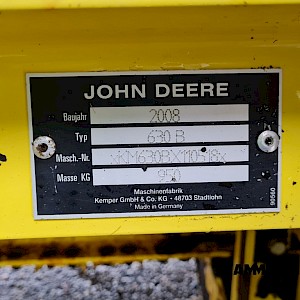 JOHN DEERE
Baujahr 2008
Typ 630 B
Masch.-Nr.
Masse KG 950
Maschinenfabrik
Kemper GmbH & Co. KG - 48703 Stadtlohn
Made in Germany
90560